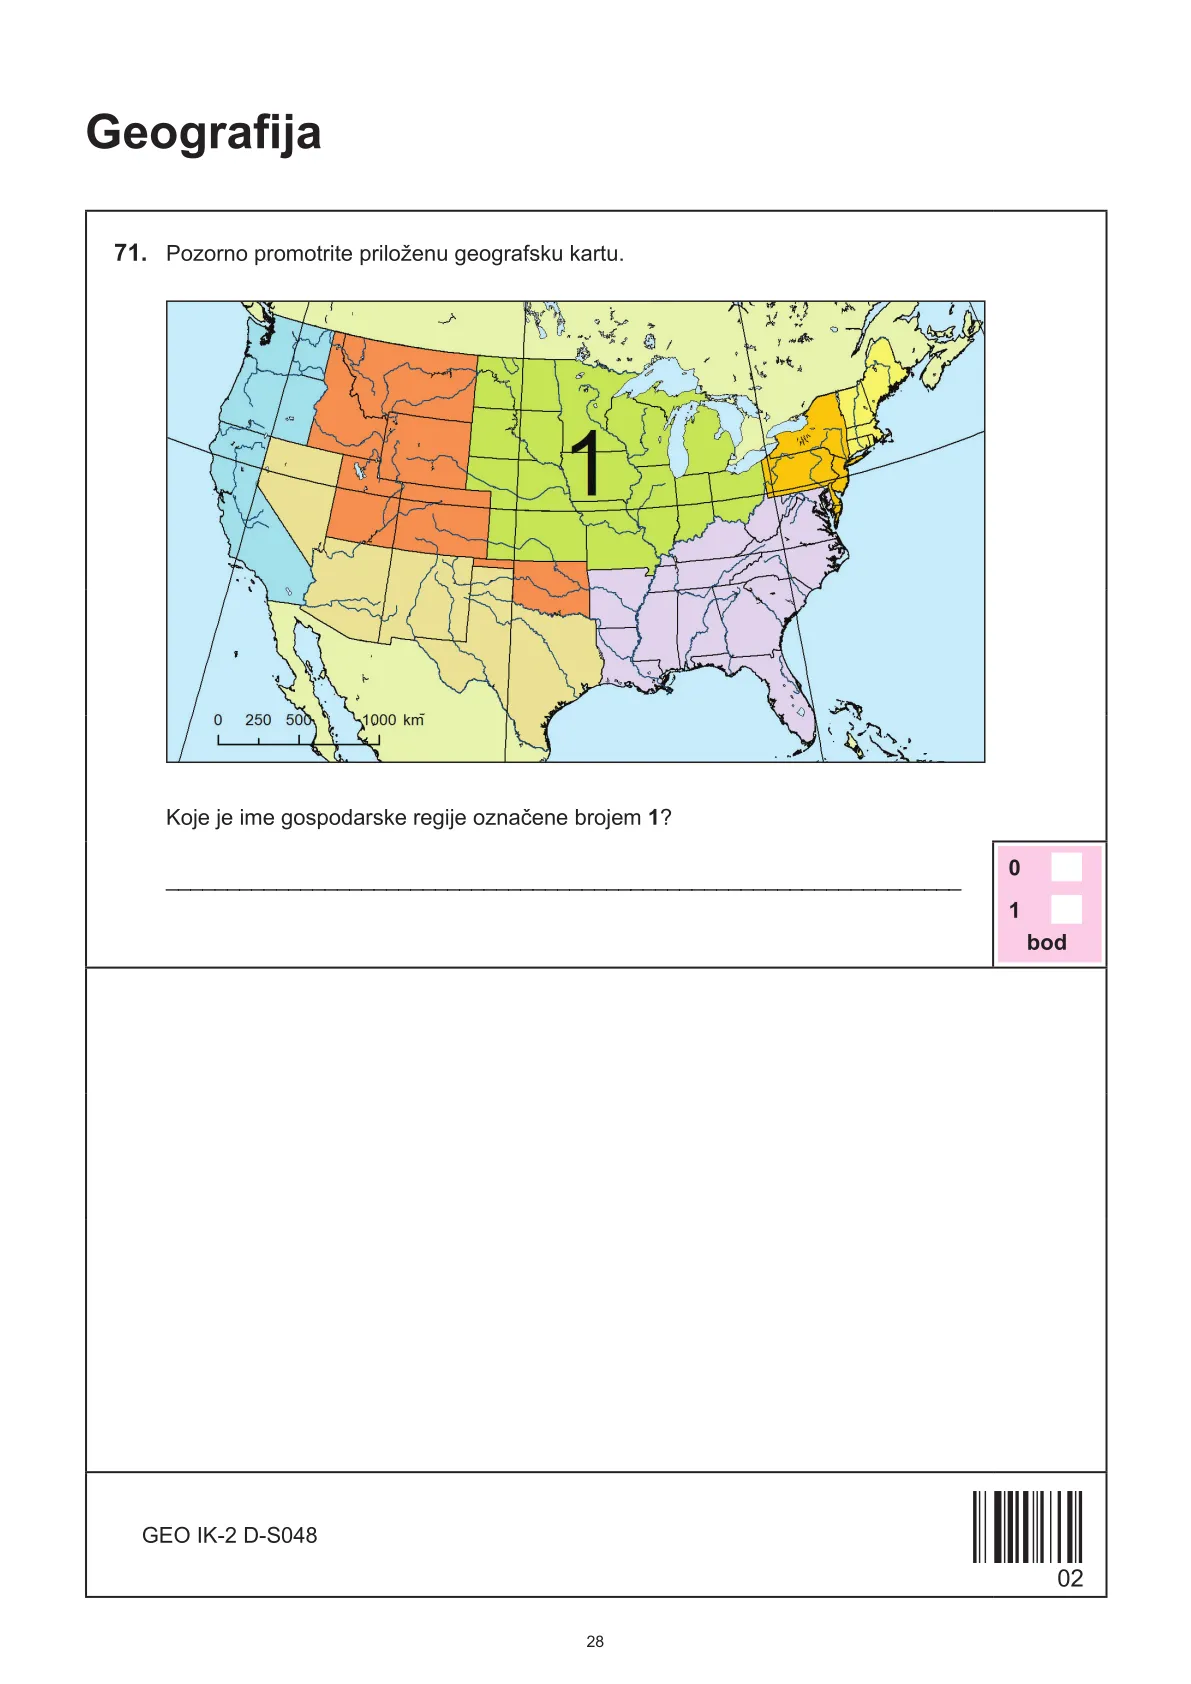 Geografija
71. Pozorno promotrite priloženu geografsku kartu.
1
0 250 500 1000 km
Koje je ime gospodarske regije označene brojem 1?
0
1
bod
GEO IK-2 D-S048
02
28